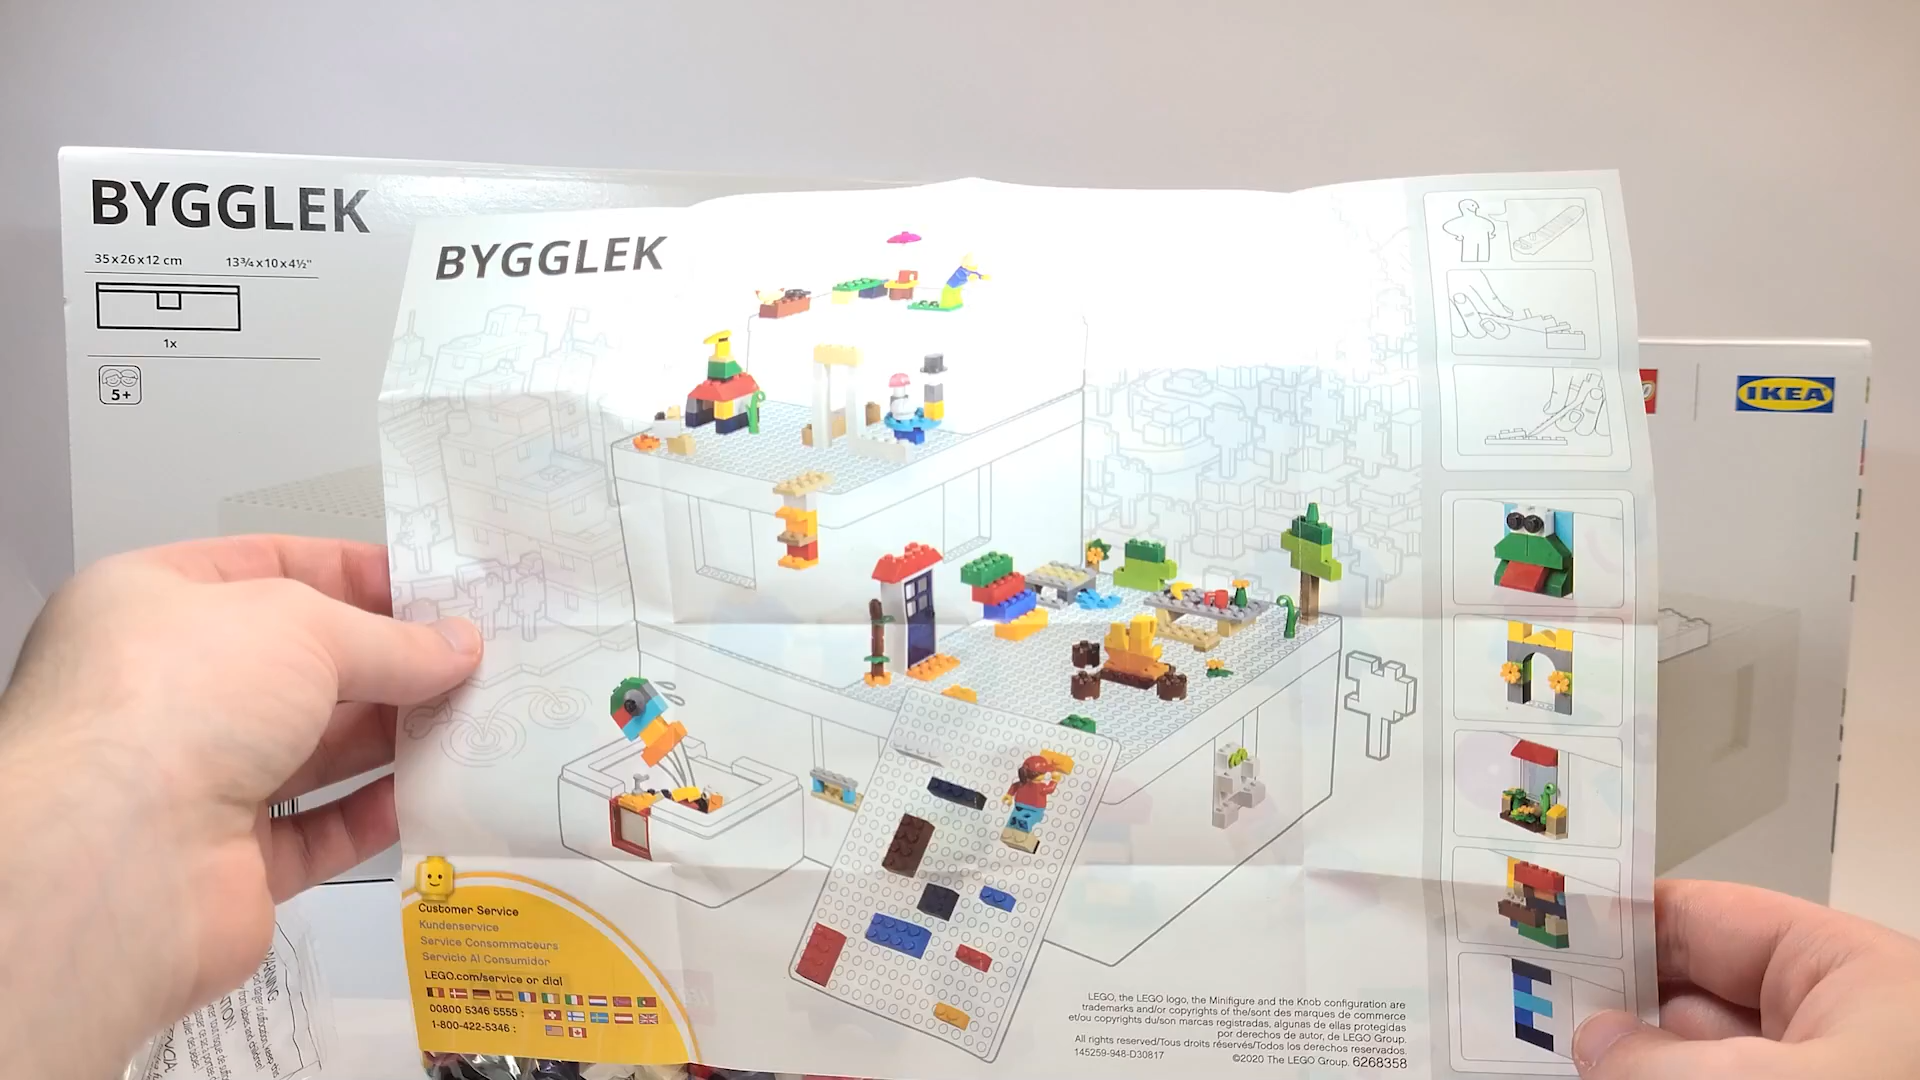 BYGGLEK
35x26x12 cm
13¾x10x4½"
1x
5+
IKEA
BYGGLEK
Customer Service
Kundenservice
Service Consommateurs
Servicio Al Consumidor
LEGO.com/service or dial
00800 5346 5555 :
1-800-422-5346 :
LEGO, the LEGO logo, the Minifigure and the Knob configuration are
trademarks and/or copyrights of the/sont des marques de commerce
et/ou copyrights du/son marcas registradas, algunas de ellas protegidas
por derechos de autor, de LEGO Group.
All rights reserved/Tous droits réservés/Todos los derechos reservados.
145259-948-D30817
©2020 The LEGO Group. 6268358
WARNING: